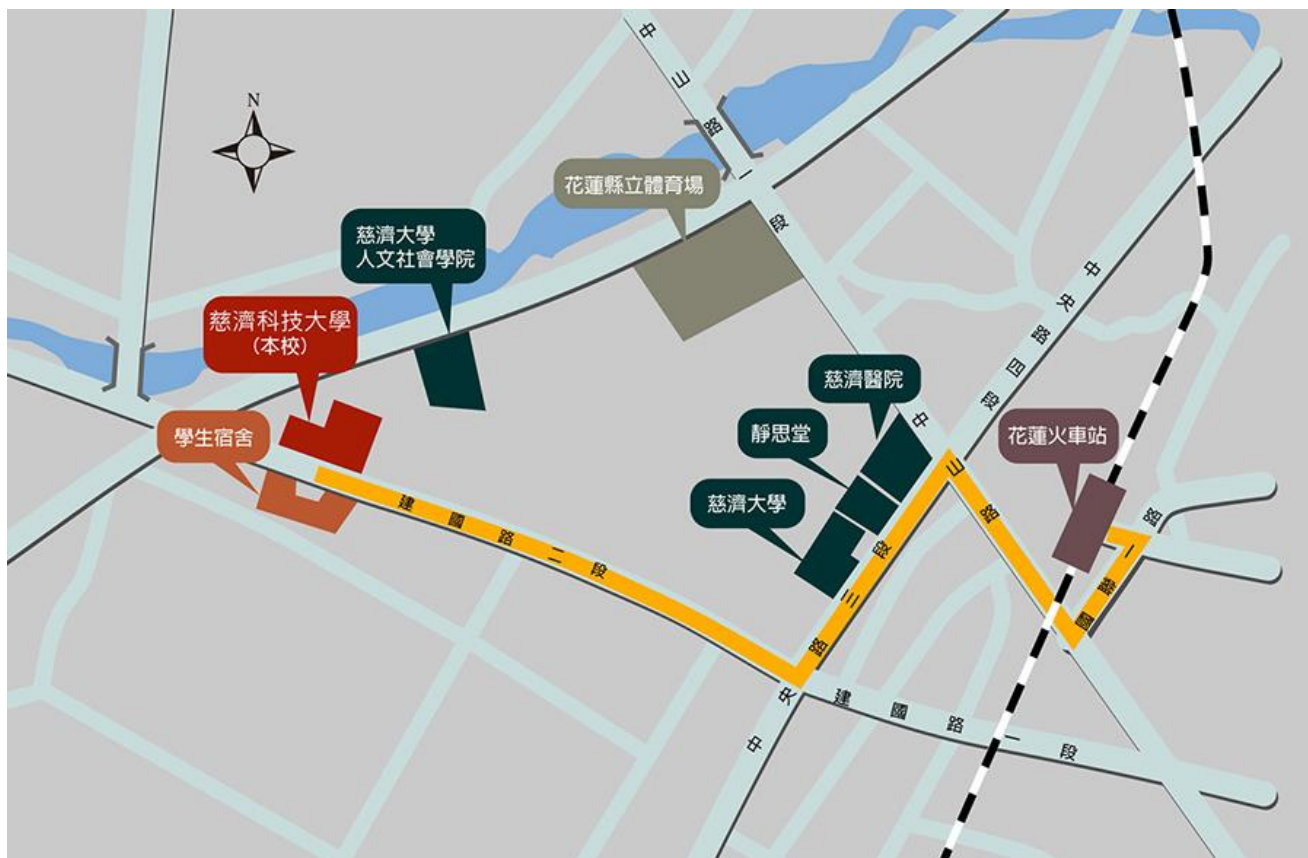 N
中山路一段
花蓮縣立體育場
慈濟大學
人文社會學院
慈濟科技大學
(本校)
學生宿舍
慈濟醫院
靜思堂
慈濟大學
花蓮火車站
中央路四段
中山路
國聯一路
建國路二段
中央路三段
建國路一段